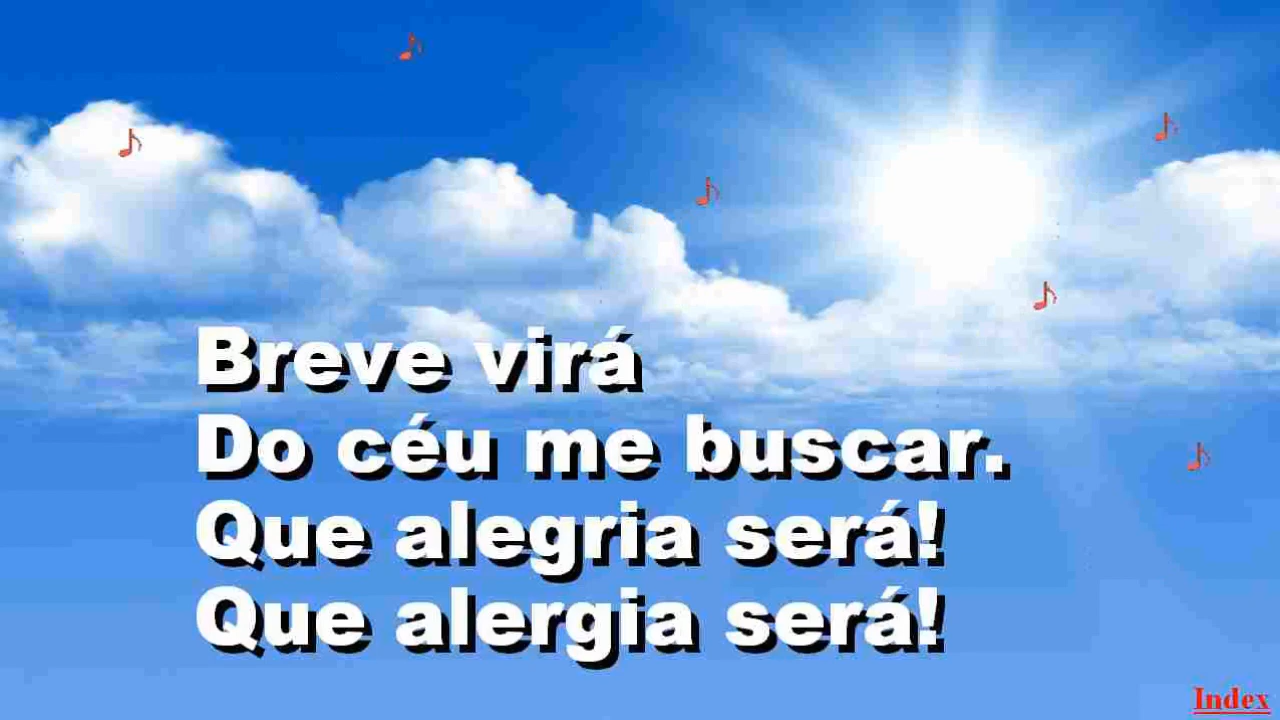 Breve virá
Do céu me buscar.
Que alegria será!
Que alergia será!
Index